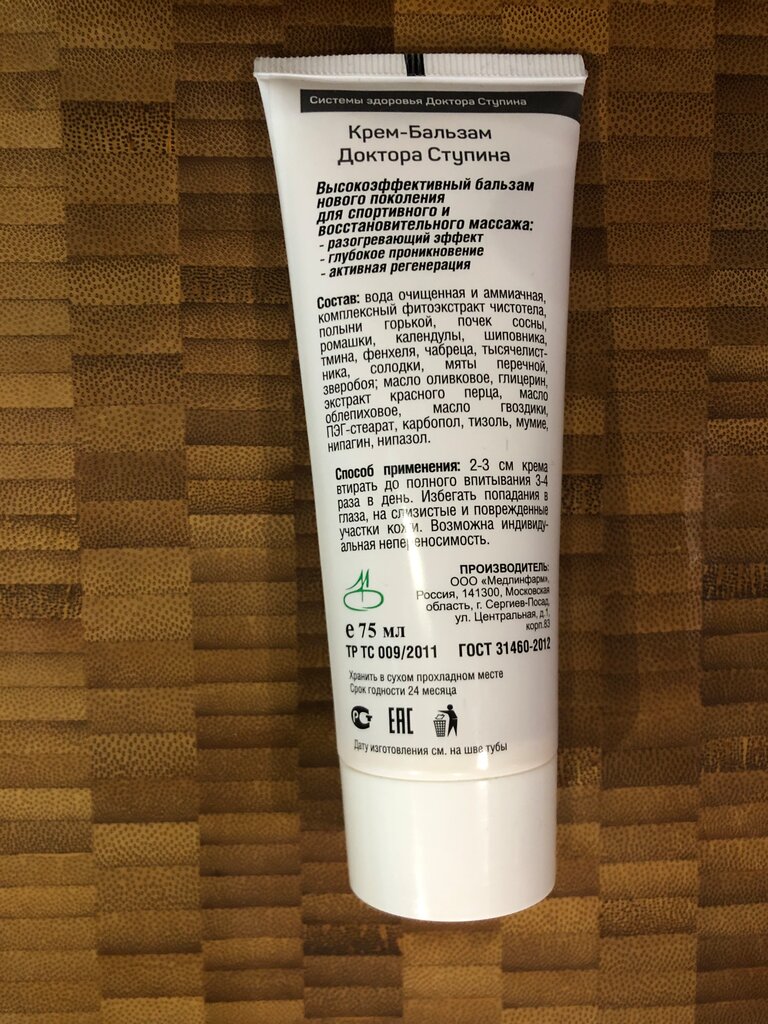 Системы здоровья Доктора Ступина
Крем-Бальзам
Доктора Ступина
Высокоэффективный бальзам
нового поколения
для спортивного и
восстановительного массажа:
- разогревающий эффект
- глубокое проникновение
- активная регенерация
Состав: вода очищенная и аммиачная,
комплексный фитоэкстракт чистотела,
полыни горькой, почек сосны,
ромашки, календулы, шиповника,
тмина, фенхеля, чабреца, тысячелист-
ника, солодки, мяты перечной,
зверобоя; масло оливковое, глицерин,
экстракт красного перца, масло
облепиховое, масло гвоздики,
ПЭГ-стеарат, карбопол, тизоль, мумие,
нипагин, нипазол.
Способ применения: 2-3 см крема
втирать до полного впитывания 3-4
раза в день. Избегать попадания в
глаза, на слизистые и поврежденные
участки кожи. Возможна индивиду-
альная непереносимость.
ПРОИЗВОДИТЕЛЬ:
ООО «Медлинфарм»,
Россия, 141300, Московская
область, г. Сергиев-Посад,
ул. Центральная, д.1,
корп.83
е 75 мл
ТР ТС 009/2011 ГОСТ 31460-2012
Хранить в сухом прохладном месте
Срок годности 24 месяца
РСТ ЕАС
Дату изготовления см. на шве тубы